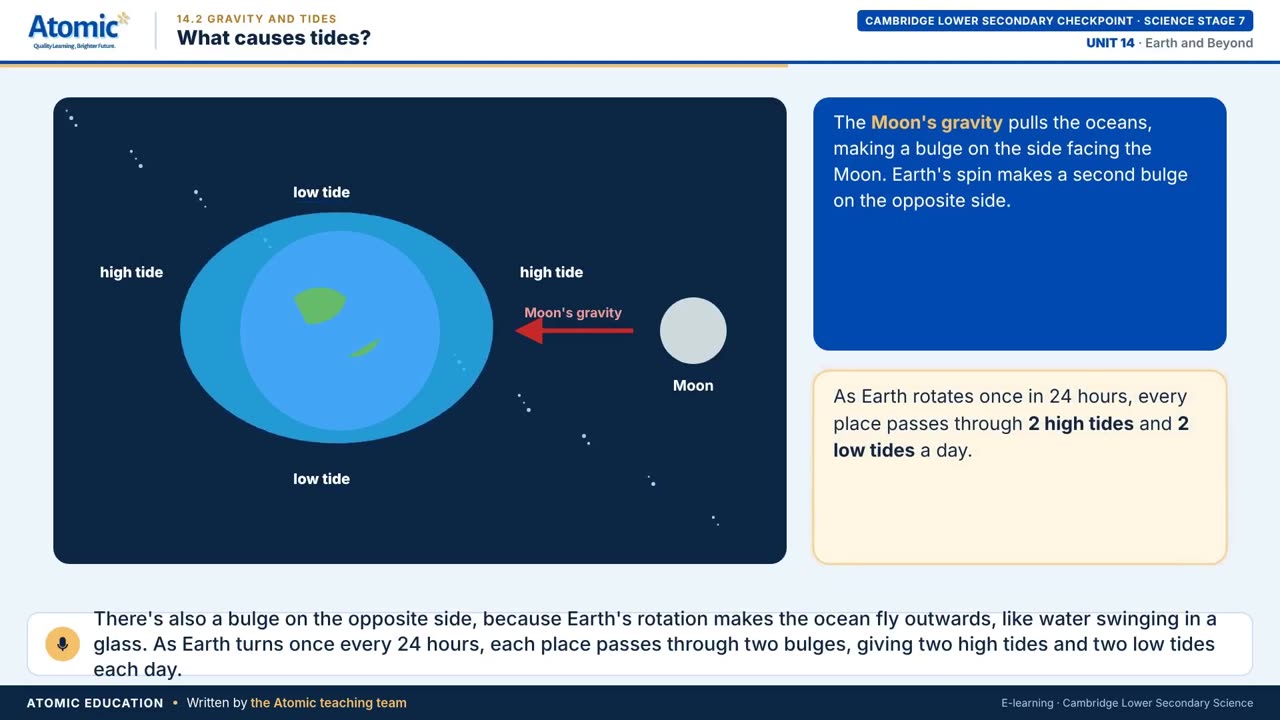 Atomic
Quality Learning, Brighter Future.
14.2 GRAVITY AND TIDES
What causes tides?
CAMBRIDGE LOWER SECONDARY CHECKPOINT · SCIENCE STAGE 7
UNIT 14 · Earth and Beyond
low tide
high tide
high tide
Moon's gravity
Moon
low tide
The Moon's gravity pulls the oceans,
making a bulge on the side facing the
Moon. Earth's spin makes a second bulge
on the opposite side.
As Earth rotates once in 24 hours, every
place passes through 2 high tides and 2
low tides a day.
There's also a bulge on the opposite side, because Earth's rotation makes the ocean fly outwards, like water swinging in a
glass. As Earth turns once every 24 hours, each place passes through two bulges, giving two high tides and two low tides
each day.
ATOMIC EDUCATION • Written by the Atomic teaching team
E-learning · Cambridge Lower Secondary Science